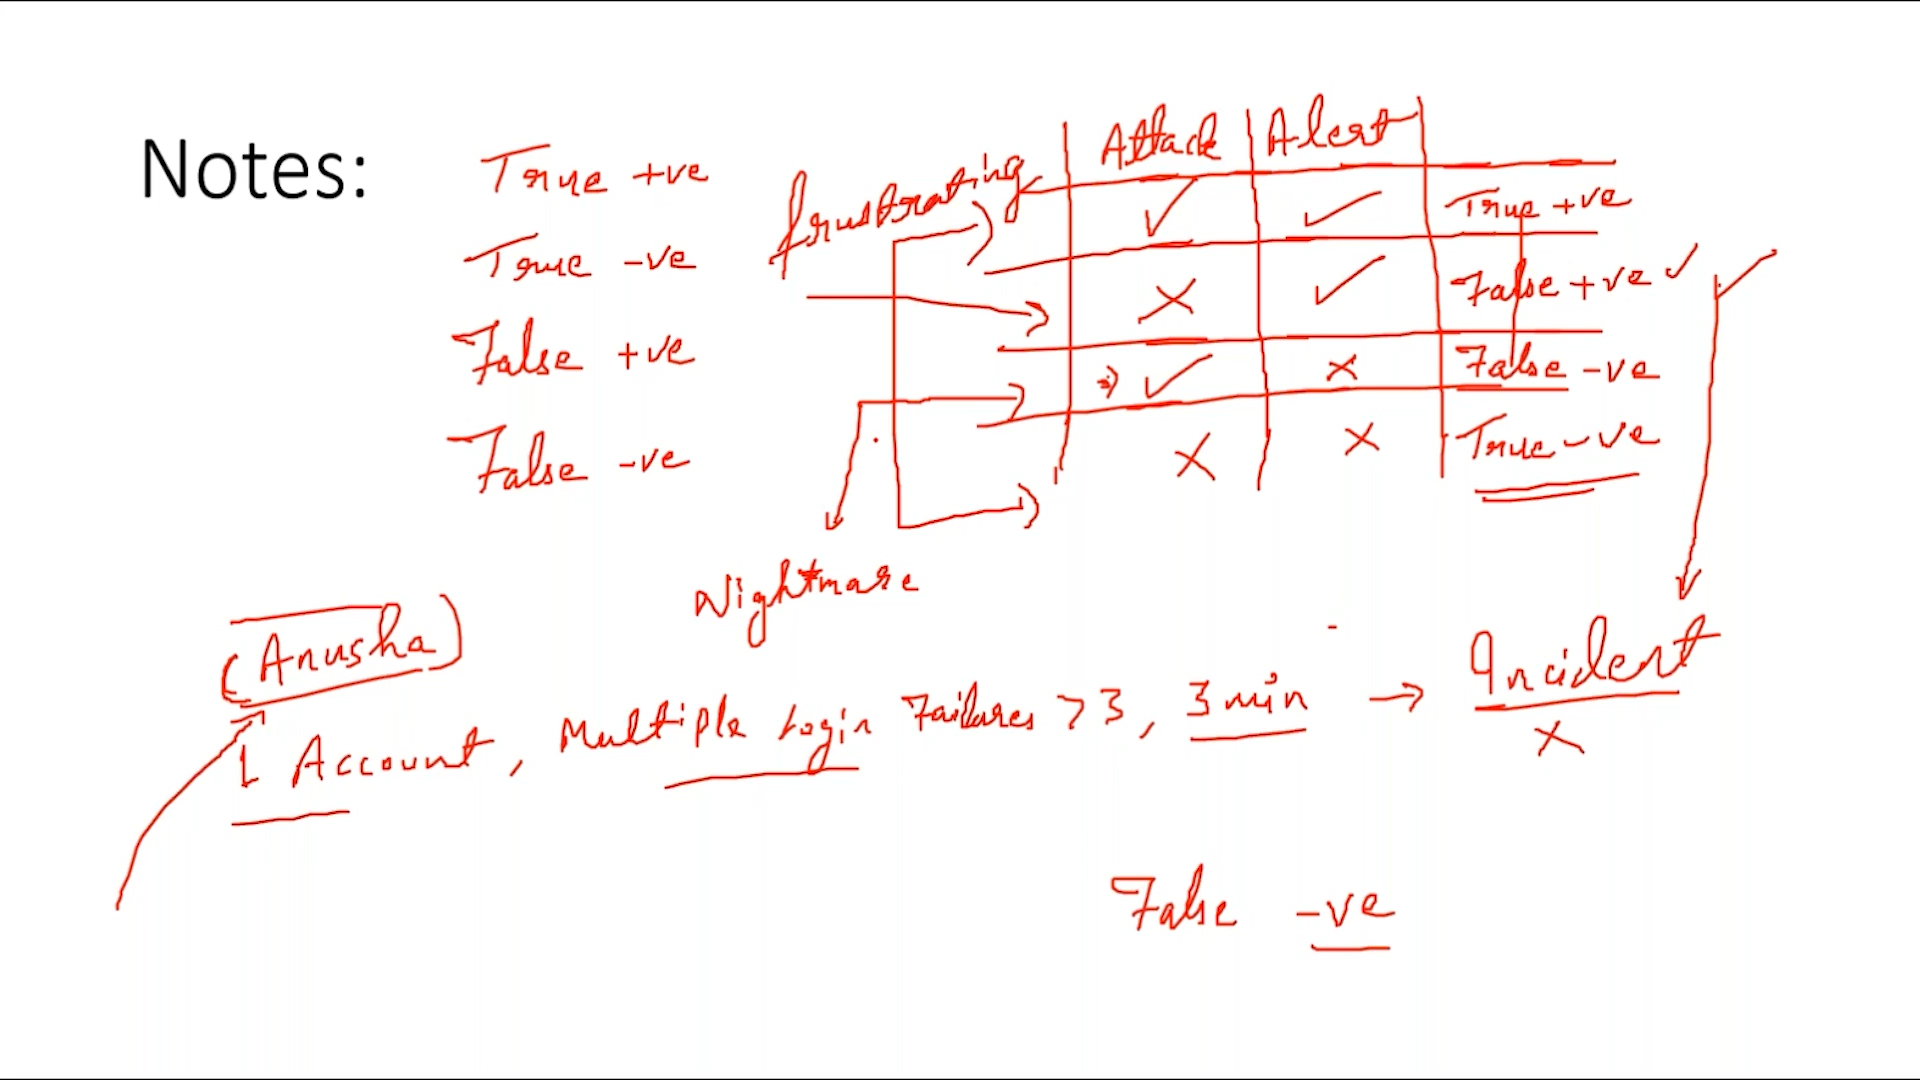 Notes:
True +ve
True -ve
False +ve
False -ve
frustrating
Attack Alert
✓ ✓ True +ve
x ✓ False +ve ✓
✓ x False -ve
x x True -ve
Nightmare
(Anusha)
1 Account, Multiple Login Failures > 3, 3 min → Incident
x
False -ve